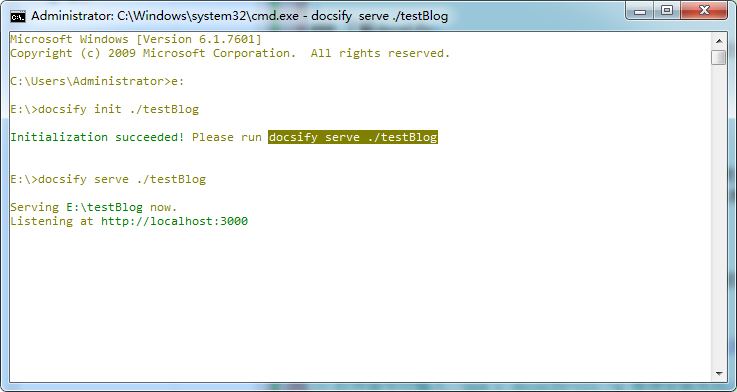 Administrator: C:\Windows\system32\cmd.exe - docsify  serve ./testBlog
Microsoft Windows [Version 6.1.7601]
Copyright (c) 2009 Microsoft Corporation.  All rights reserved.
C:\Users\Administrator>e:
E:\>docsify init ./testBlog
Initialization succeeded! Please run docsify serve ./testBlog
E:\>docsify serve ./testBlog
Serving E:\testBlog now.
Listening at http://localhost:3000